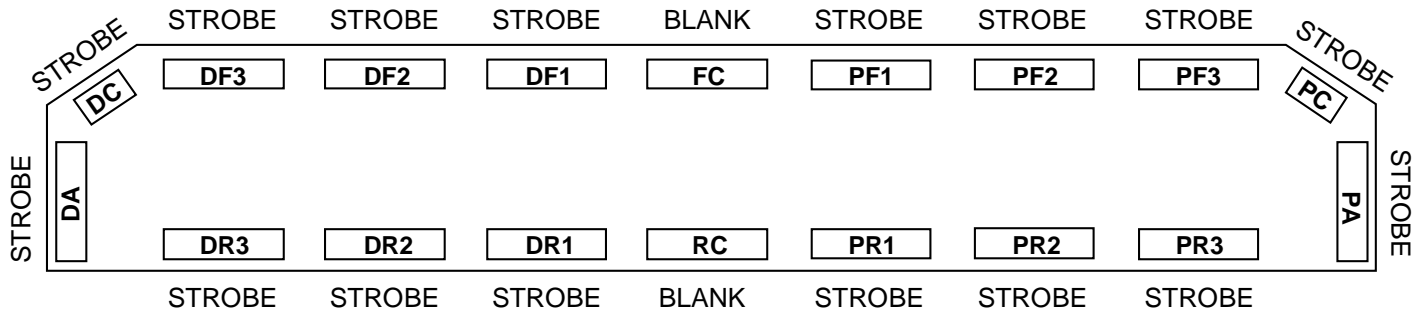 STROBE STROBE STROBE BLANK STROBE STROBE STROBE
STROBE STROBE
DF3 DF2 DF1 FC PF1 PF2 PF3
DC PC
STROBE DA PA STROBE
DR3 DR2 DR1 RC PR1 PR2 PR3
STROBE STROBE STROBE BLANK STROBE STROBE STROBE